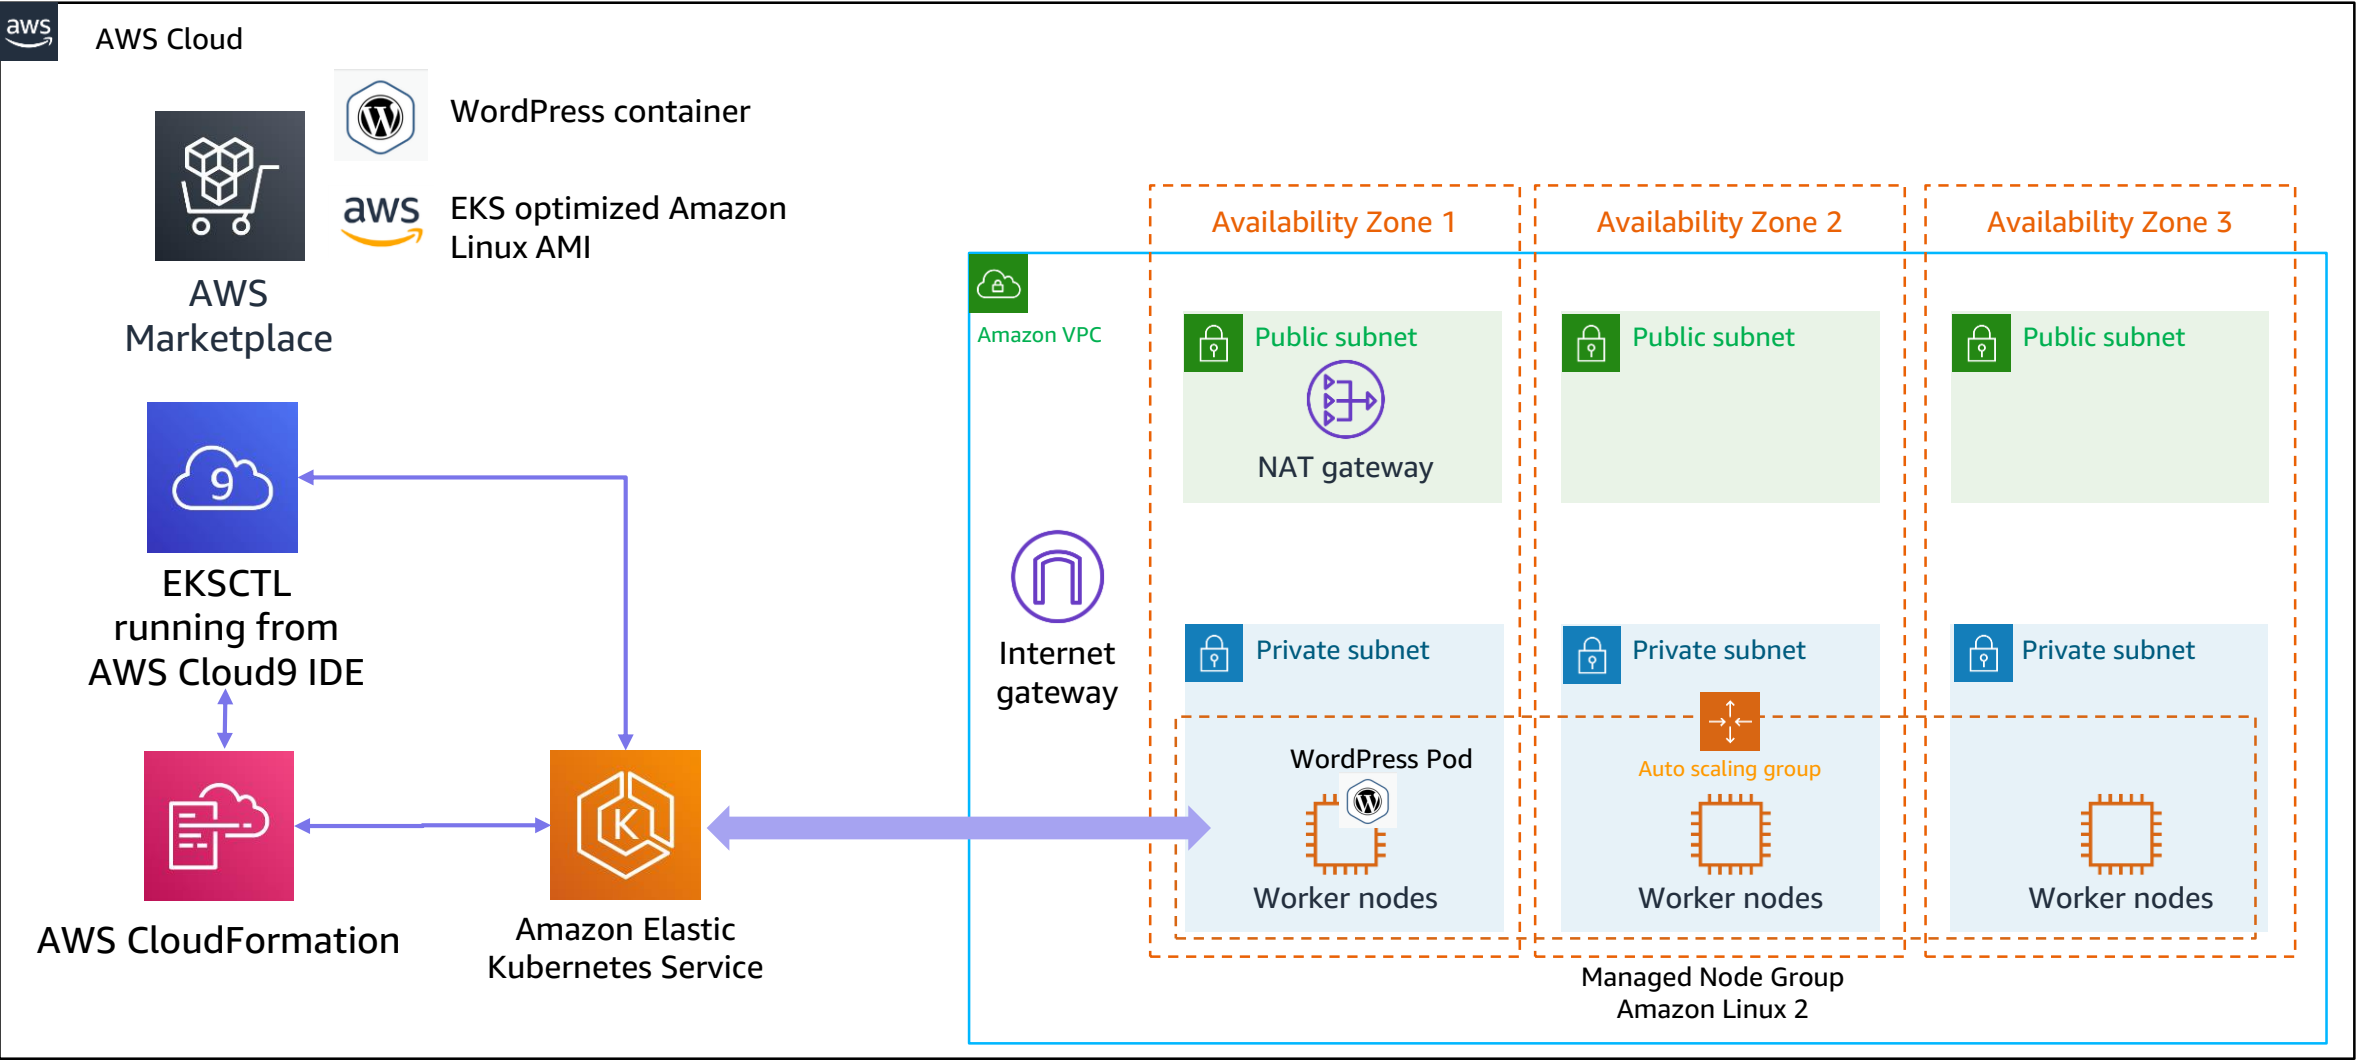 aws
AWS Cloud
WordPress container
aws
EKS optimized Amazon
Linux AMI
AWS
Marketplace
9
EKSCTL
running from
AWS Cloud9 IDE
AWS CloudFormation
K
Amazon Elastic
Kubernetes Service
Availability Zone 1
Availability Zone 2
Availability Zone 3
Amazon VPC
Public subnet
Public subnet
Public subnet
NAT gateway
Internet
gateway
Private subnet
Private subnet
Private subnet
WordPress Pod
Auto scaling group
Worker nodes
Worker nodes
Worker nodes
Managed Node Group
Amazon Linux 2